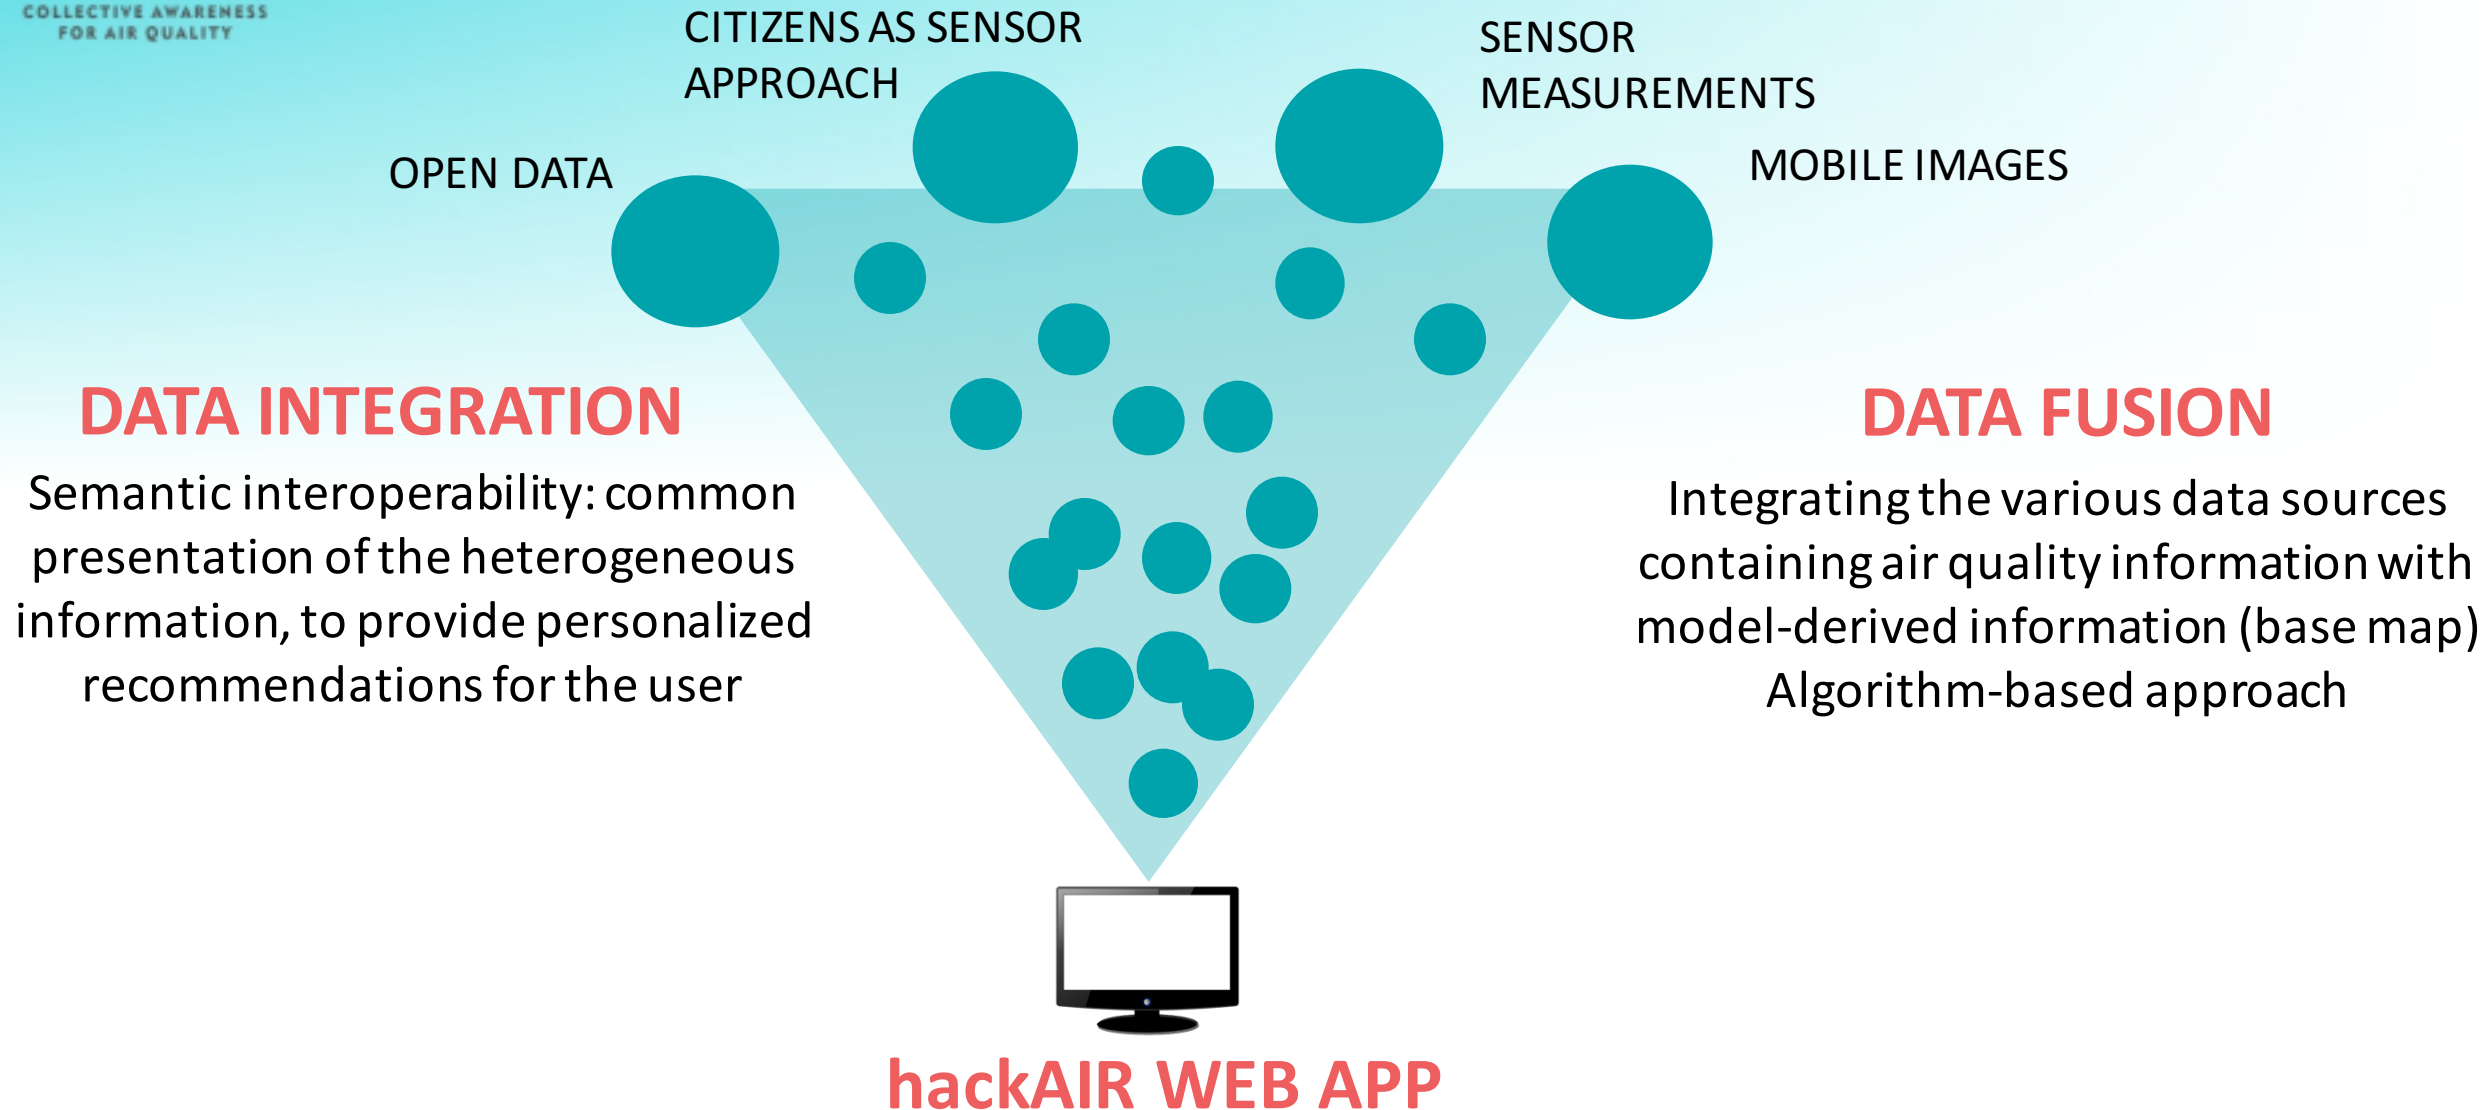 COLLECTIVE AWARENESS
FOR AIR QUALITY
CITIZENS AS SENSOR
APPROACH
SENSOR
MEASUREMENTS
OPEN DATA
MOBILE IMAGES
DATA INTEGRATION
Semantic interoperability: common
presentation of the heterogeneous
information, to provide personalized
recommendations for the user
DATA FUSION
Integrating the various data sources
containing air quality information with
model-derived information (base map)
Algorithm-based approach
hackAIR WEB APP